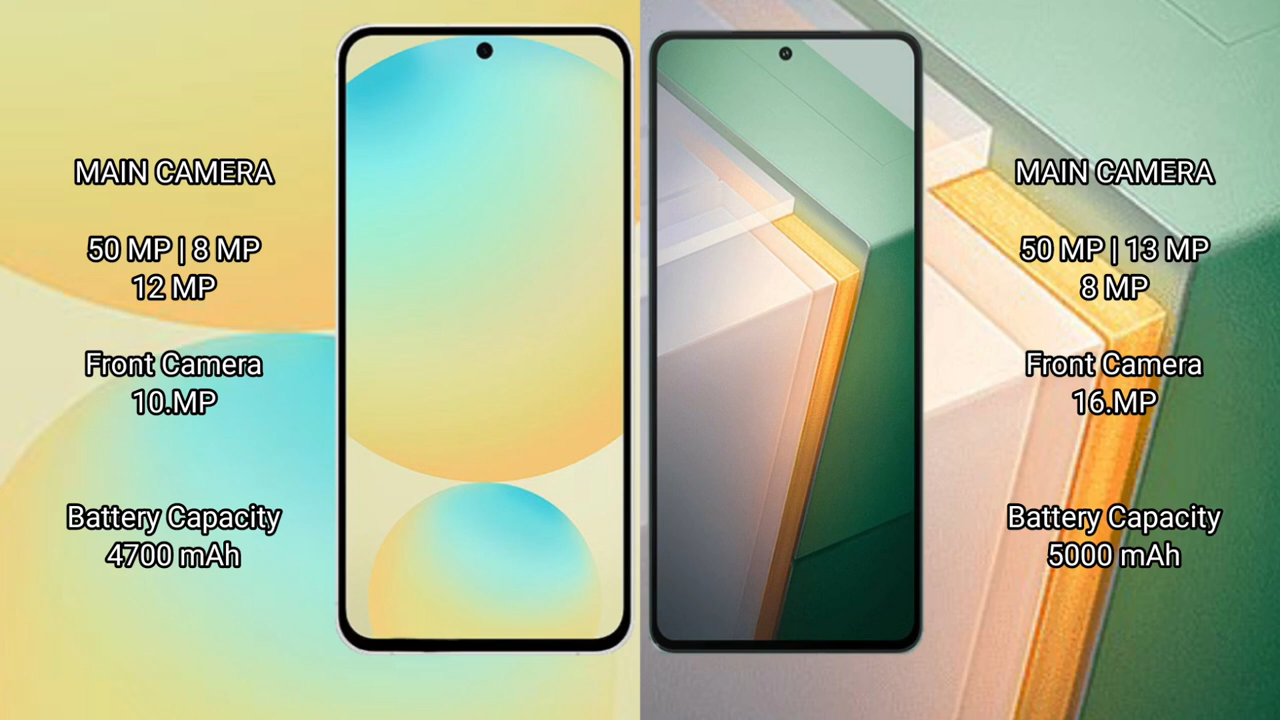 MAIN CAMERA
50 MP | 8 MP
12 MP
Front Camera
10.MP
Battery Capacity
4700 mAh
MAIN CAMERA
50 MP | 13 MP
8 MP
Front Camera
16.MP
Battery Capacity
5000 mAh